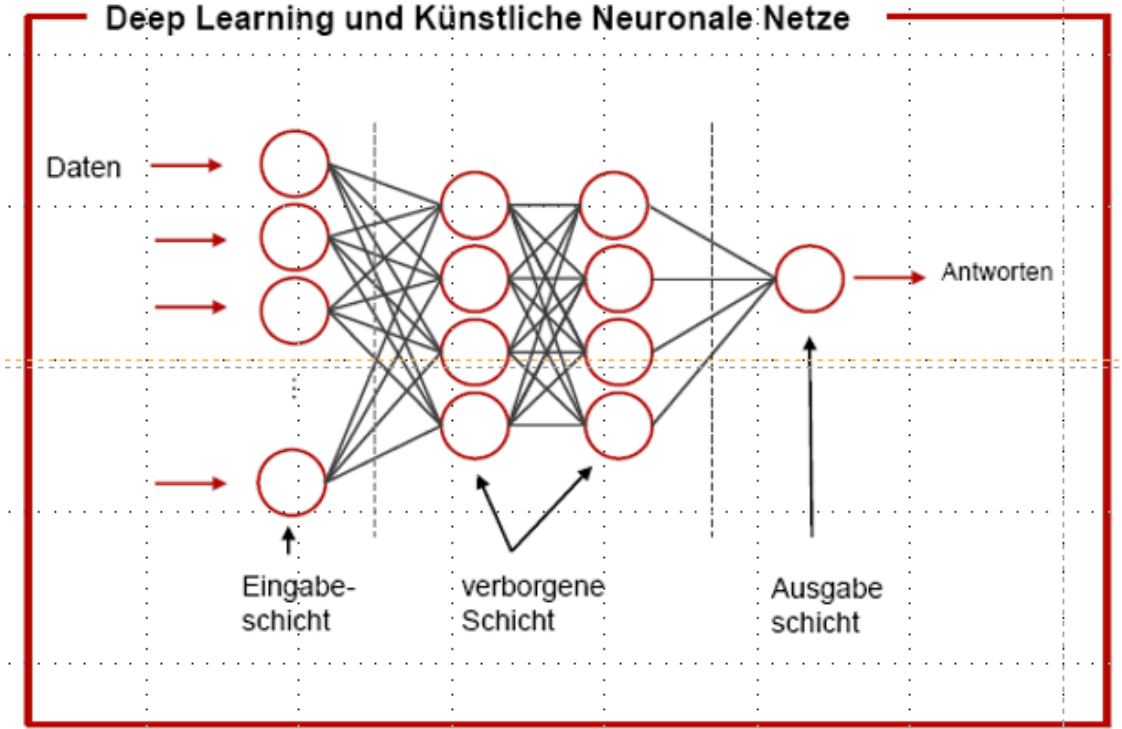 Deep Learning und Künstliche Neuronale Netze
Daten
Antworten
Eingabe-
schicht
verborgene
Schicht
Ausgabe
schicht